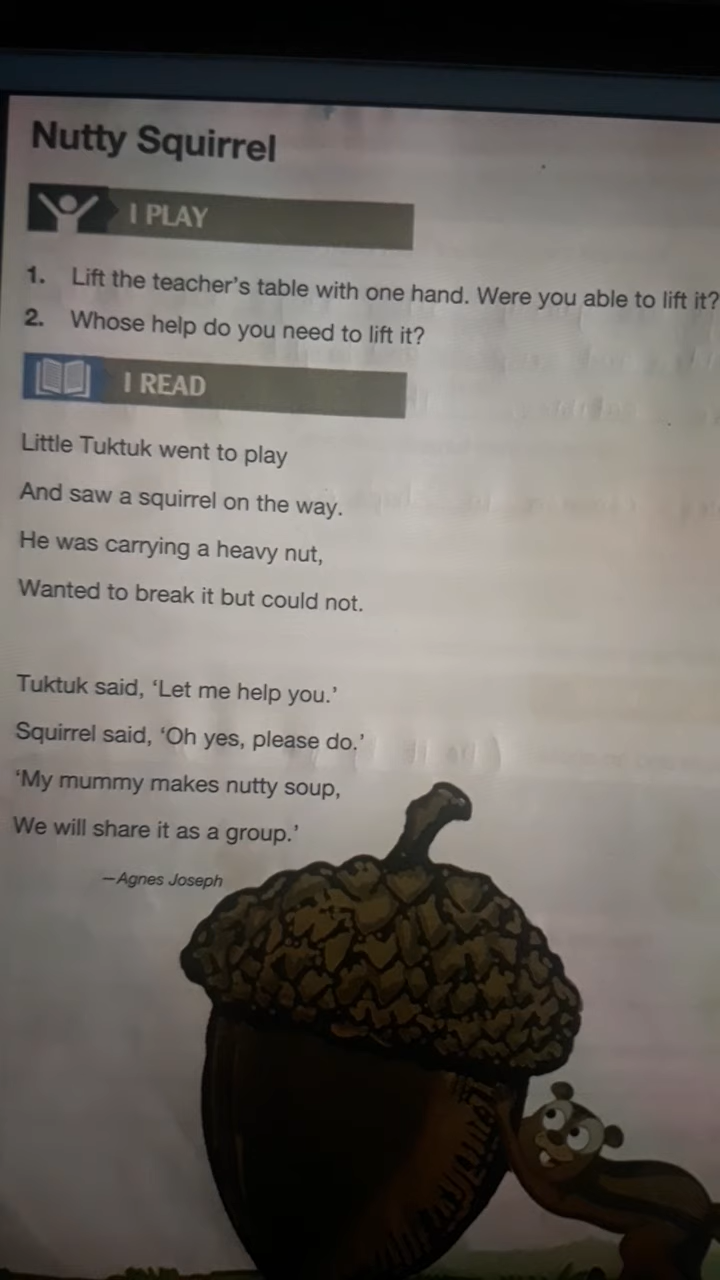 Nutty Squirrel
I PLAY
1. Lift the teacher's table with one hand. Were you able to lift it?
2. Whose help do you need to lift it?
I READ
Little Tuktuk went to play
And saw a squirrel on the way.
He was carrying a heavy nut,
Wanted to break it but could not.
Tuktuk said, ‘Let me help you.’
Squirrel said, ‘Oh yes, please do.’
‘My mummy makes nutty soup,
We will share it as a group.’
—Agnes Joseph